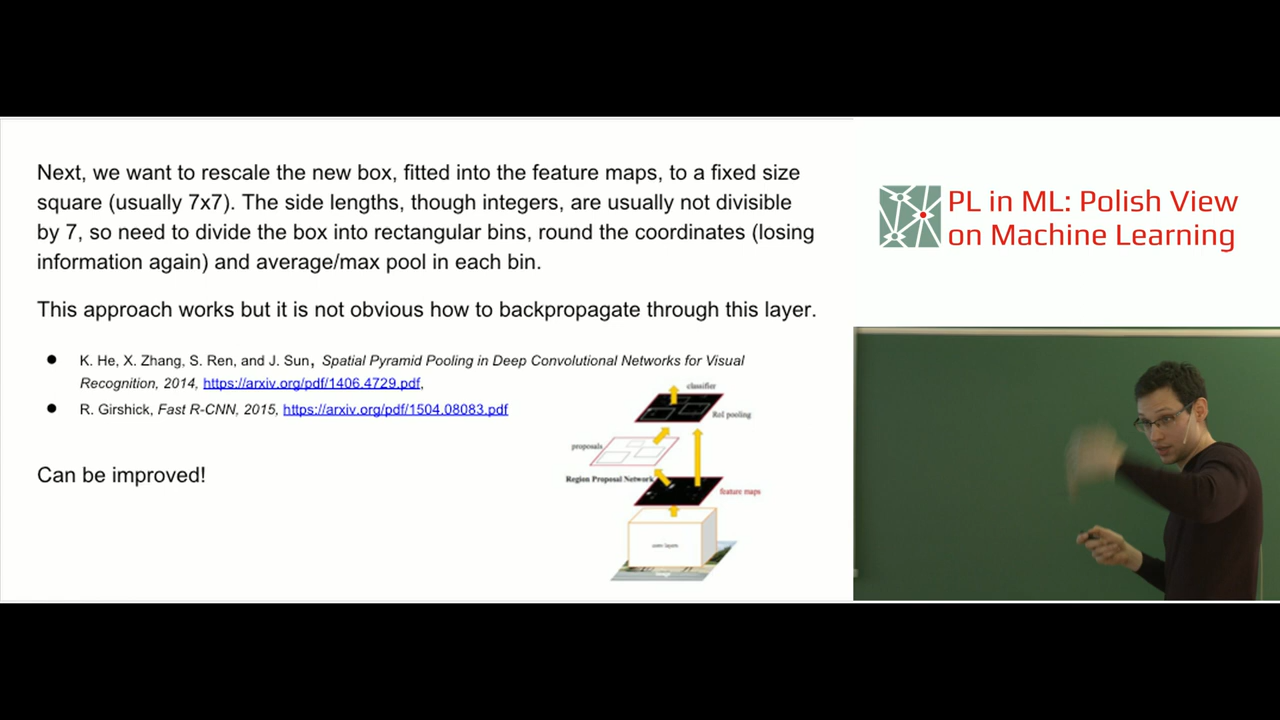 Next, we want to rescale the new box, fitted into the feature maps, to a fixed size
square (usually 7x7). The side lengths, though integers, are usually not divisible
by 7, so need to divide the box into rectangular bins, round the coordinates (losing
information again) and average/max pool in each bin.
This approach works but it is not obvious how to backpropagate through this layer.
● K. He, X. Zhang, S. Ren, and J. Sun, Spatial Pyramid Pooling in Deep Convolutional Networks for Visual
Recognition, 2014, https://arxiv.org/pdf/1406.4729.pdf,
● R. Girshick, Fast R-CNN, 2015, https://arxiv.org/pdf/1504.08083.pdf
Can be improved!
classifier
RoI pooling
proposals
Region Proposal Network
feature maps
conv layers
image
PL in ML: Polish View
on Machine Learning